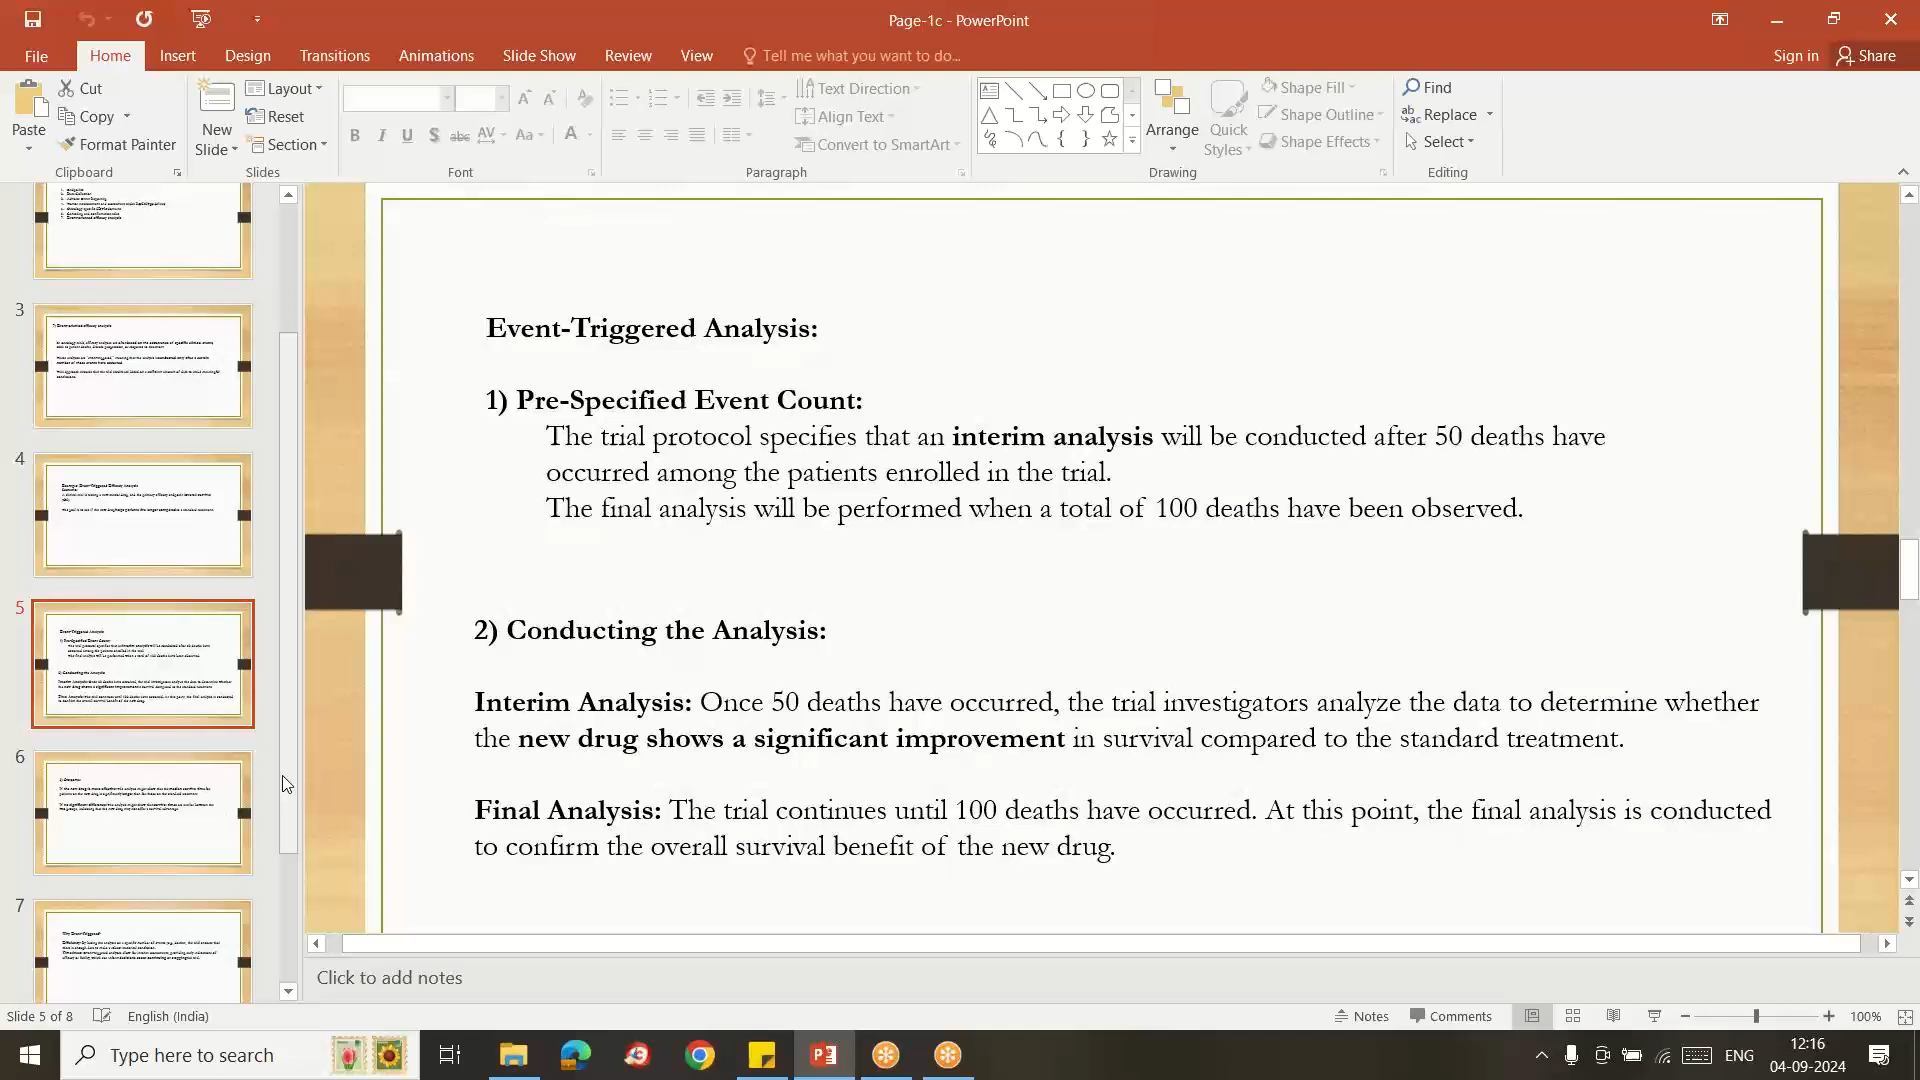 Page-1c - PowerPoint
File Home Insert Design Transitions Animations Slide Show Review View Tell me what you want to do... Sign in Share
Cut
Copy
Format Painter
Paste
Clipboard
New Slide
Layout
Reset
Section
Slides
Font
Text Direction
Align Text
Convert to SmartArt
Paragraph
Arrange
Quick Styles
Shape Fill
Shape Outline
Shape Effects
Drawing
Find
Replace
Select
Editing
3
4
5
6
7
Event-Triggered Analysis:
1) Pre-Specified Event Count:
The trial protocol specifies that an interim analysis will be conducted after 50 deaths have
occurred among the patients enrolled in the trial.
The final analysis will be performed when a total of 100 deaths have been observed.
2) Conducting the Analysis:
Interim Analysis: Once 50 deaths have occurred, the trial investigators analyze the data to determine whether
the new drug shows a significant improvement in survival compared to the standard treatment.
Final Analysis: The trial continues until 100 deaths have occurred. At this point, the final analysis is conducted
to confirm the overall survival benefit of the new drug.
Click to add notes
Slide 5 of 8 English (India) Notes Comments 100%
Type here to search
ENG
12:16
04-09-2024